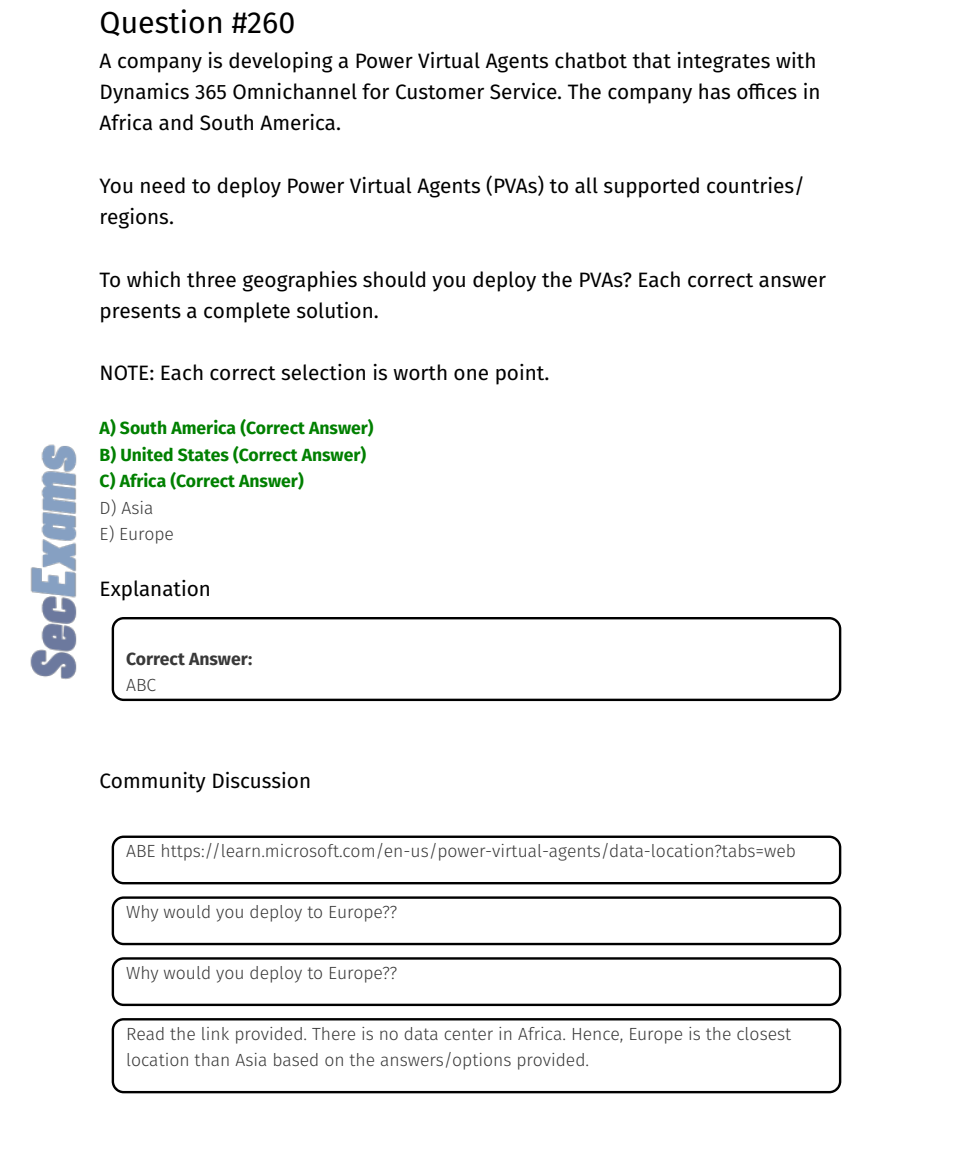 Question #260
A company is developing a Power Virtual Agents chatbot that integrates with
Dynamics 365 Omnichannel for Customer Service. The company has offices in
Africa and South America.
You need to deploy Power Virtual Agents (PVAs) to all supported countries/
regions.
To which three geographies should you deploy the PVAs? Each correct answer
presents a complete solution.
NOTE: Each correct selection is worth one point.
A) South America (Correct Answer)
B) United States (Correct Answer)
C) Africa (Correct Answer)
D) Asia
E) Europe
SecExams
Explanation
Correct Answer:
ABC
Community Discussion
ABE https://learn.microsoft.com/en-us/power-virtual-agents/data-location?tabs=web
Why would you deploy to Europe??
Why would you deploy to Europe??
Read the link provided. There is no data center in Africa. Hence, Europe is the closest
location than Asia based on the answers/options provided.